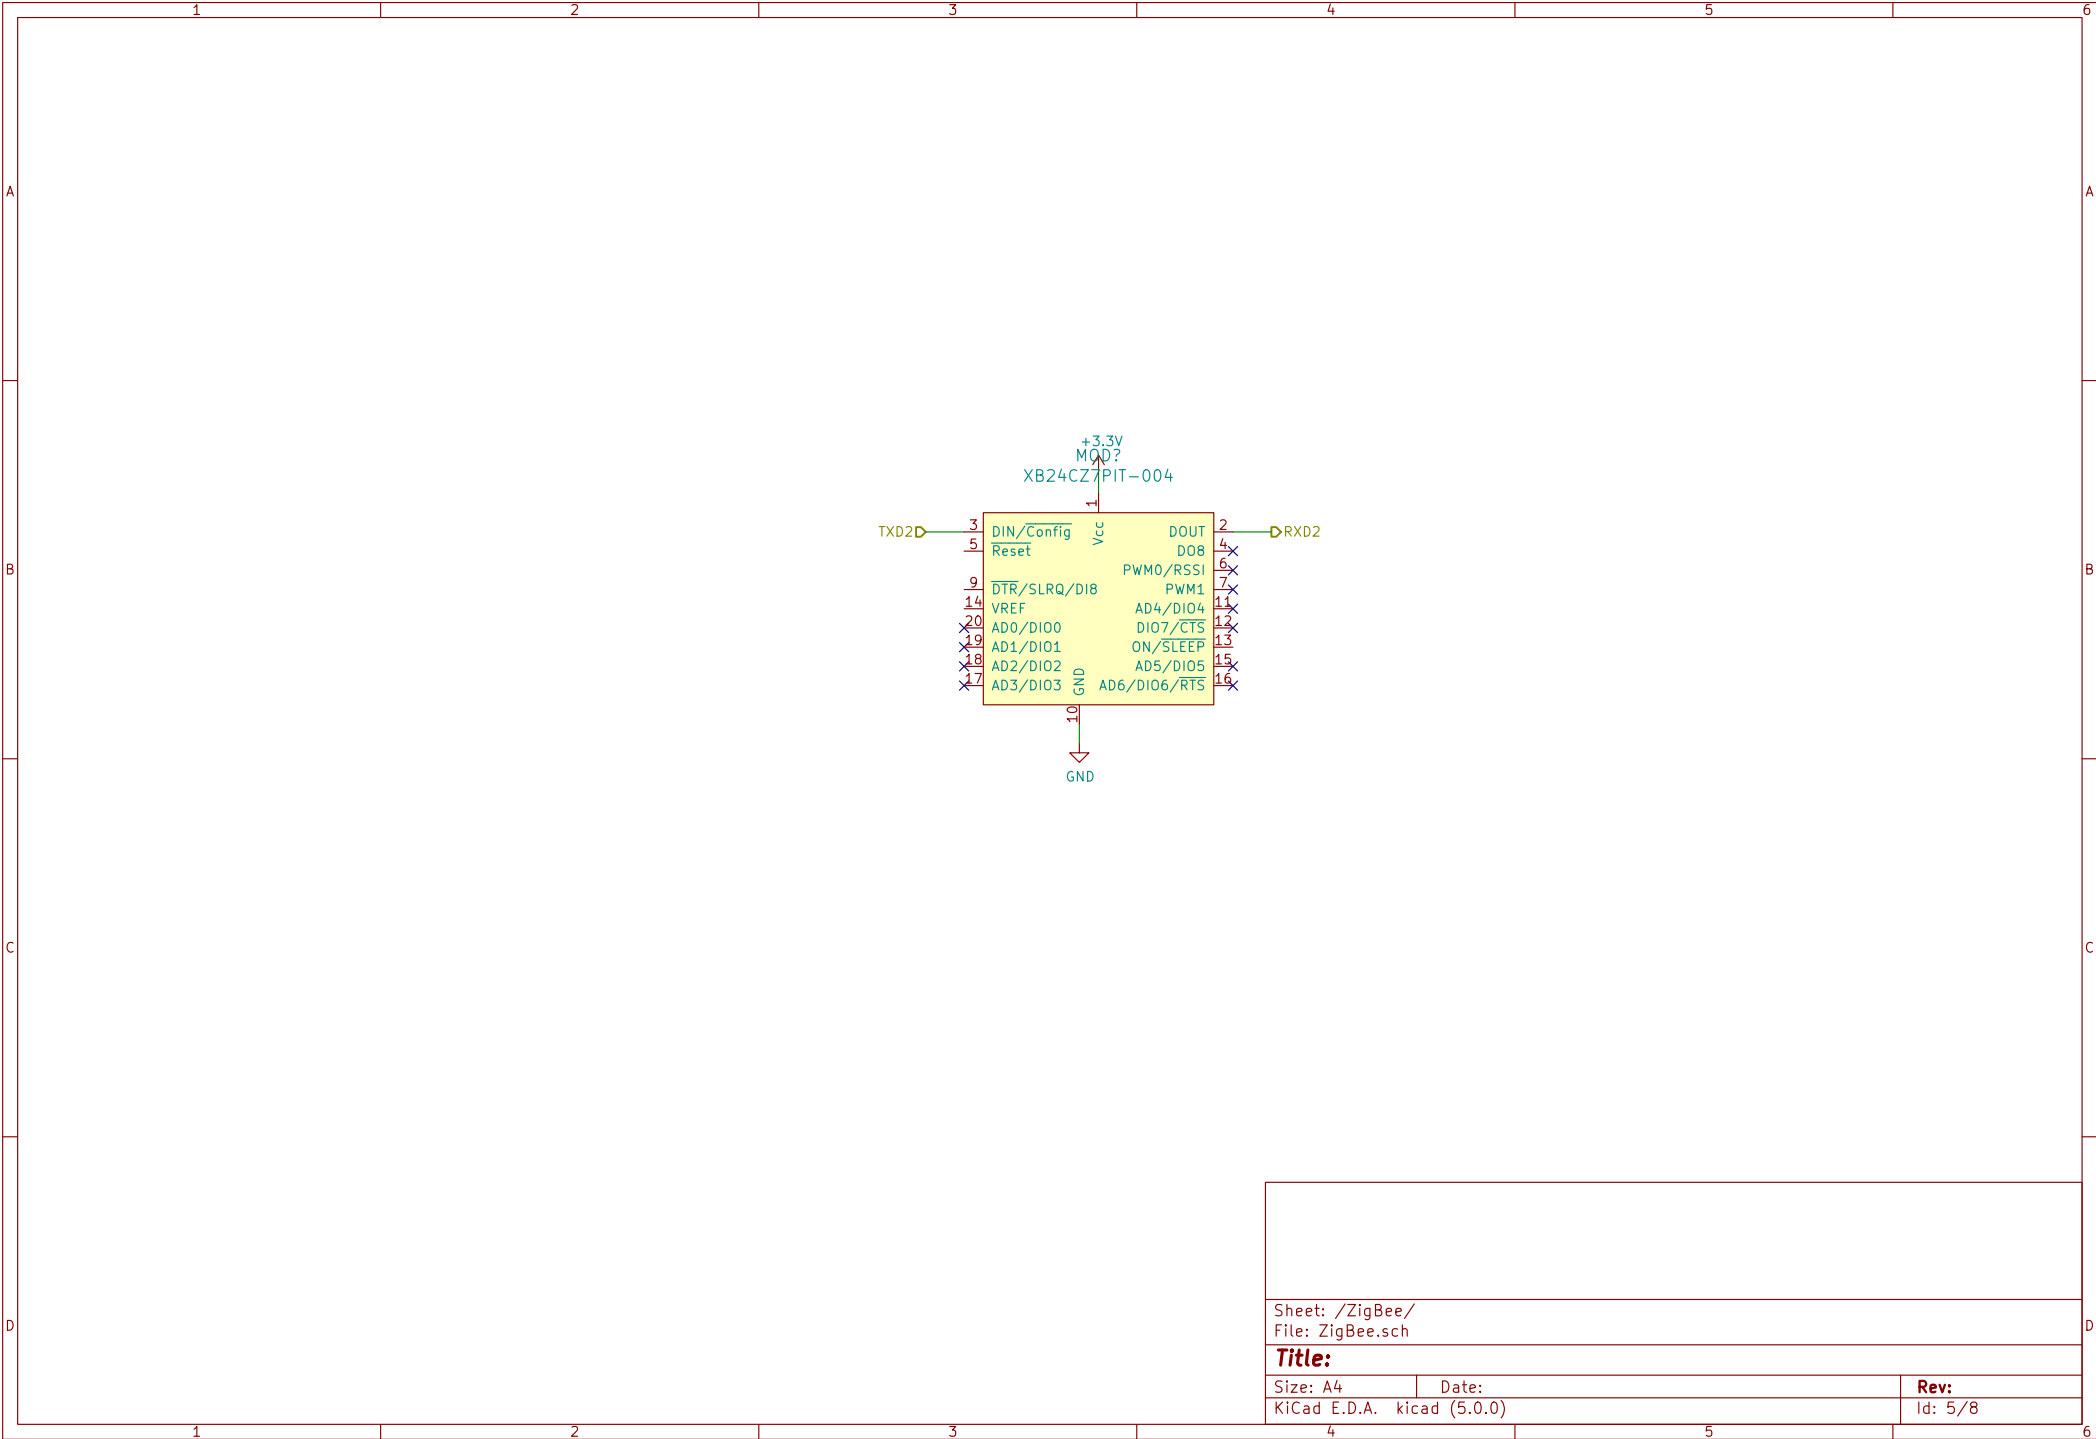 1 2 3 4 5 6
A A
+3.3V
MOD?
XB24CZ7PIT-004
1
Vcc
TXD2 3 DIN/Config DOUT 2 RXD2
5 Reset DO8 4
PWM0/RSSI 6
9 DTR/SLRQ/DI8 PWM1 7
B B
14 VREF AD4/DIO4 11
20 AD0/DIO0 DIO7/CTS 12
19 AD1/DIO1 ON/SLEEP 13
18 AD2/DIO2 AD5/DIO5 15
17 AD3/DIO3 AD6/DIO6/RTS 16
GND
10
GND
C C
Sheet: /ZigBee/
File: ZigBee.sch
D D
Title:
Size: A4 Date: Rev:
KiCad E.D.A. kicad (5.0.0) Id: 5/8
1 2 3 4 5 6